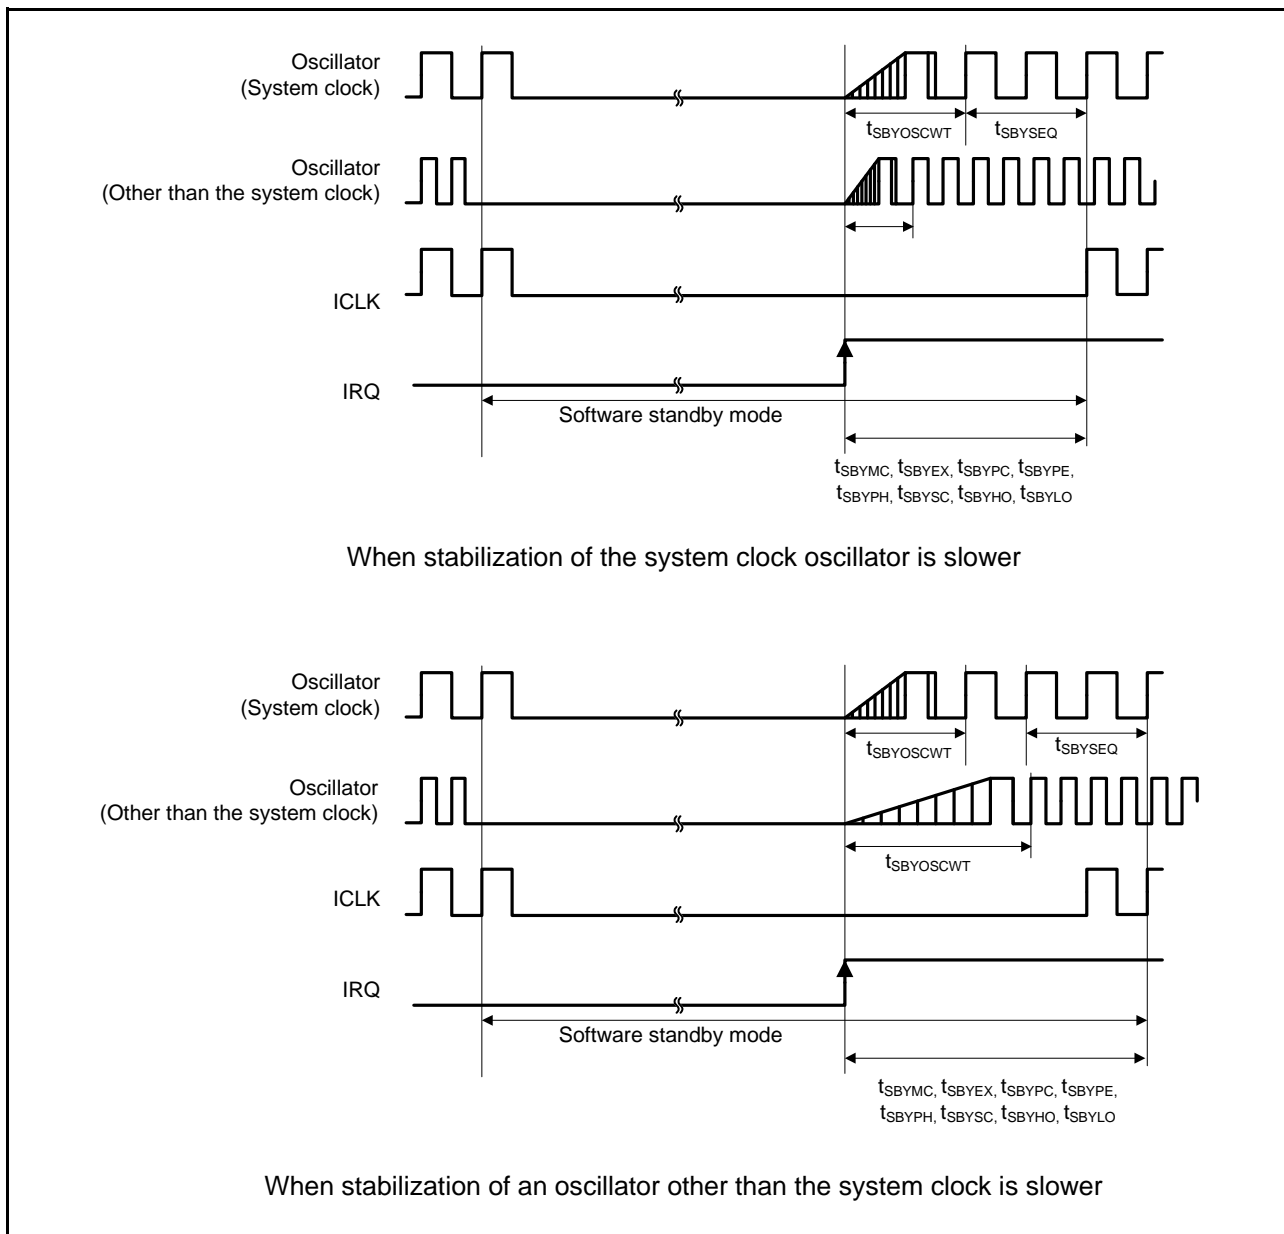 Oscillator
(System clock)
tSBYOSCWT
tSBYSEQ
Oscillator
(Other than the system clock)
ICLK
IRQ
Software standby mode
tSBYMC, tSBYEX, tSBYPC, tSBYPE,
tSBYPH, tSBYSC, tSBYHO, tSBYLO
When stabilization of the system clock oscillator is slower
Oscillator
(System clock)
tSBYOSCWT
tSBYSEQ
Oscillator
(Other than the system clock)
tSBYOSCWT
ICLK
IRQ
Software standby mode
tSBYMC, tSBYEX, tSBYPC, tSBYPE,
tSBYPH, tSBYSC, tSBYHO, tSBYLO
When stabilization of an oscillator other than the system clock is slower